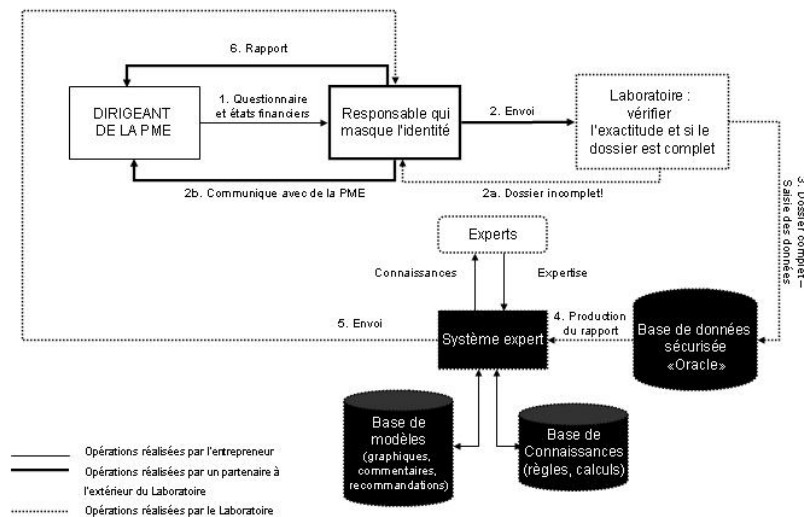 6. Rapport
DIRIGEANT
DE LA PME
1. Questionnaire
et états financiers
Responsable qui
masque l'identité
2. Envoi
Laboratoire :
vérifier
l'exactitude et si le
dossier est complet
2b. Communique avec de la PME
2a. Dossier incomplet!
3. Dossier complet –
Saisie des données
Experts
Connaissances
Expertise
5. Envoi
Système expert
4. Production
du rapport
Base de données
sécurisée
«Oracle»
Base de
modèles
(graphiques,
commentaires,
recommandations)
Base de
Connaissances
(règles, calculs)
Opérations réalisées par l'entrepreneur
Opérations réalisées par un partenaire à
l'extérieur du Laboratoire
Opérations réalisées par le Laboratoire